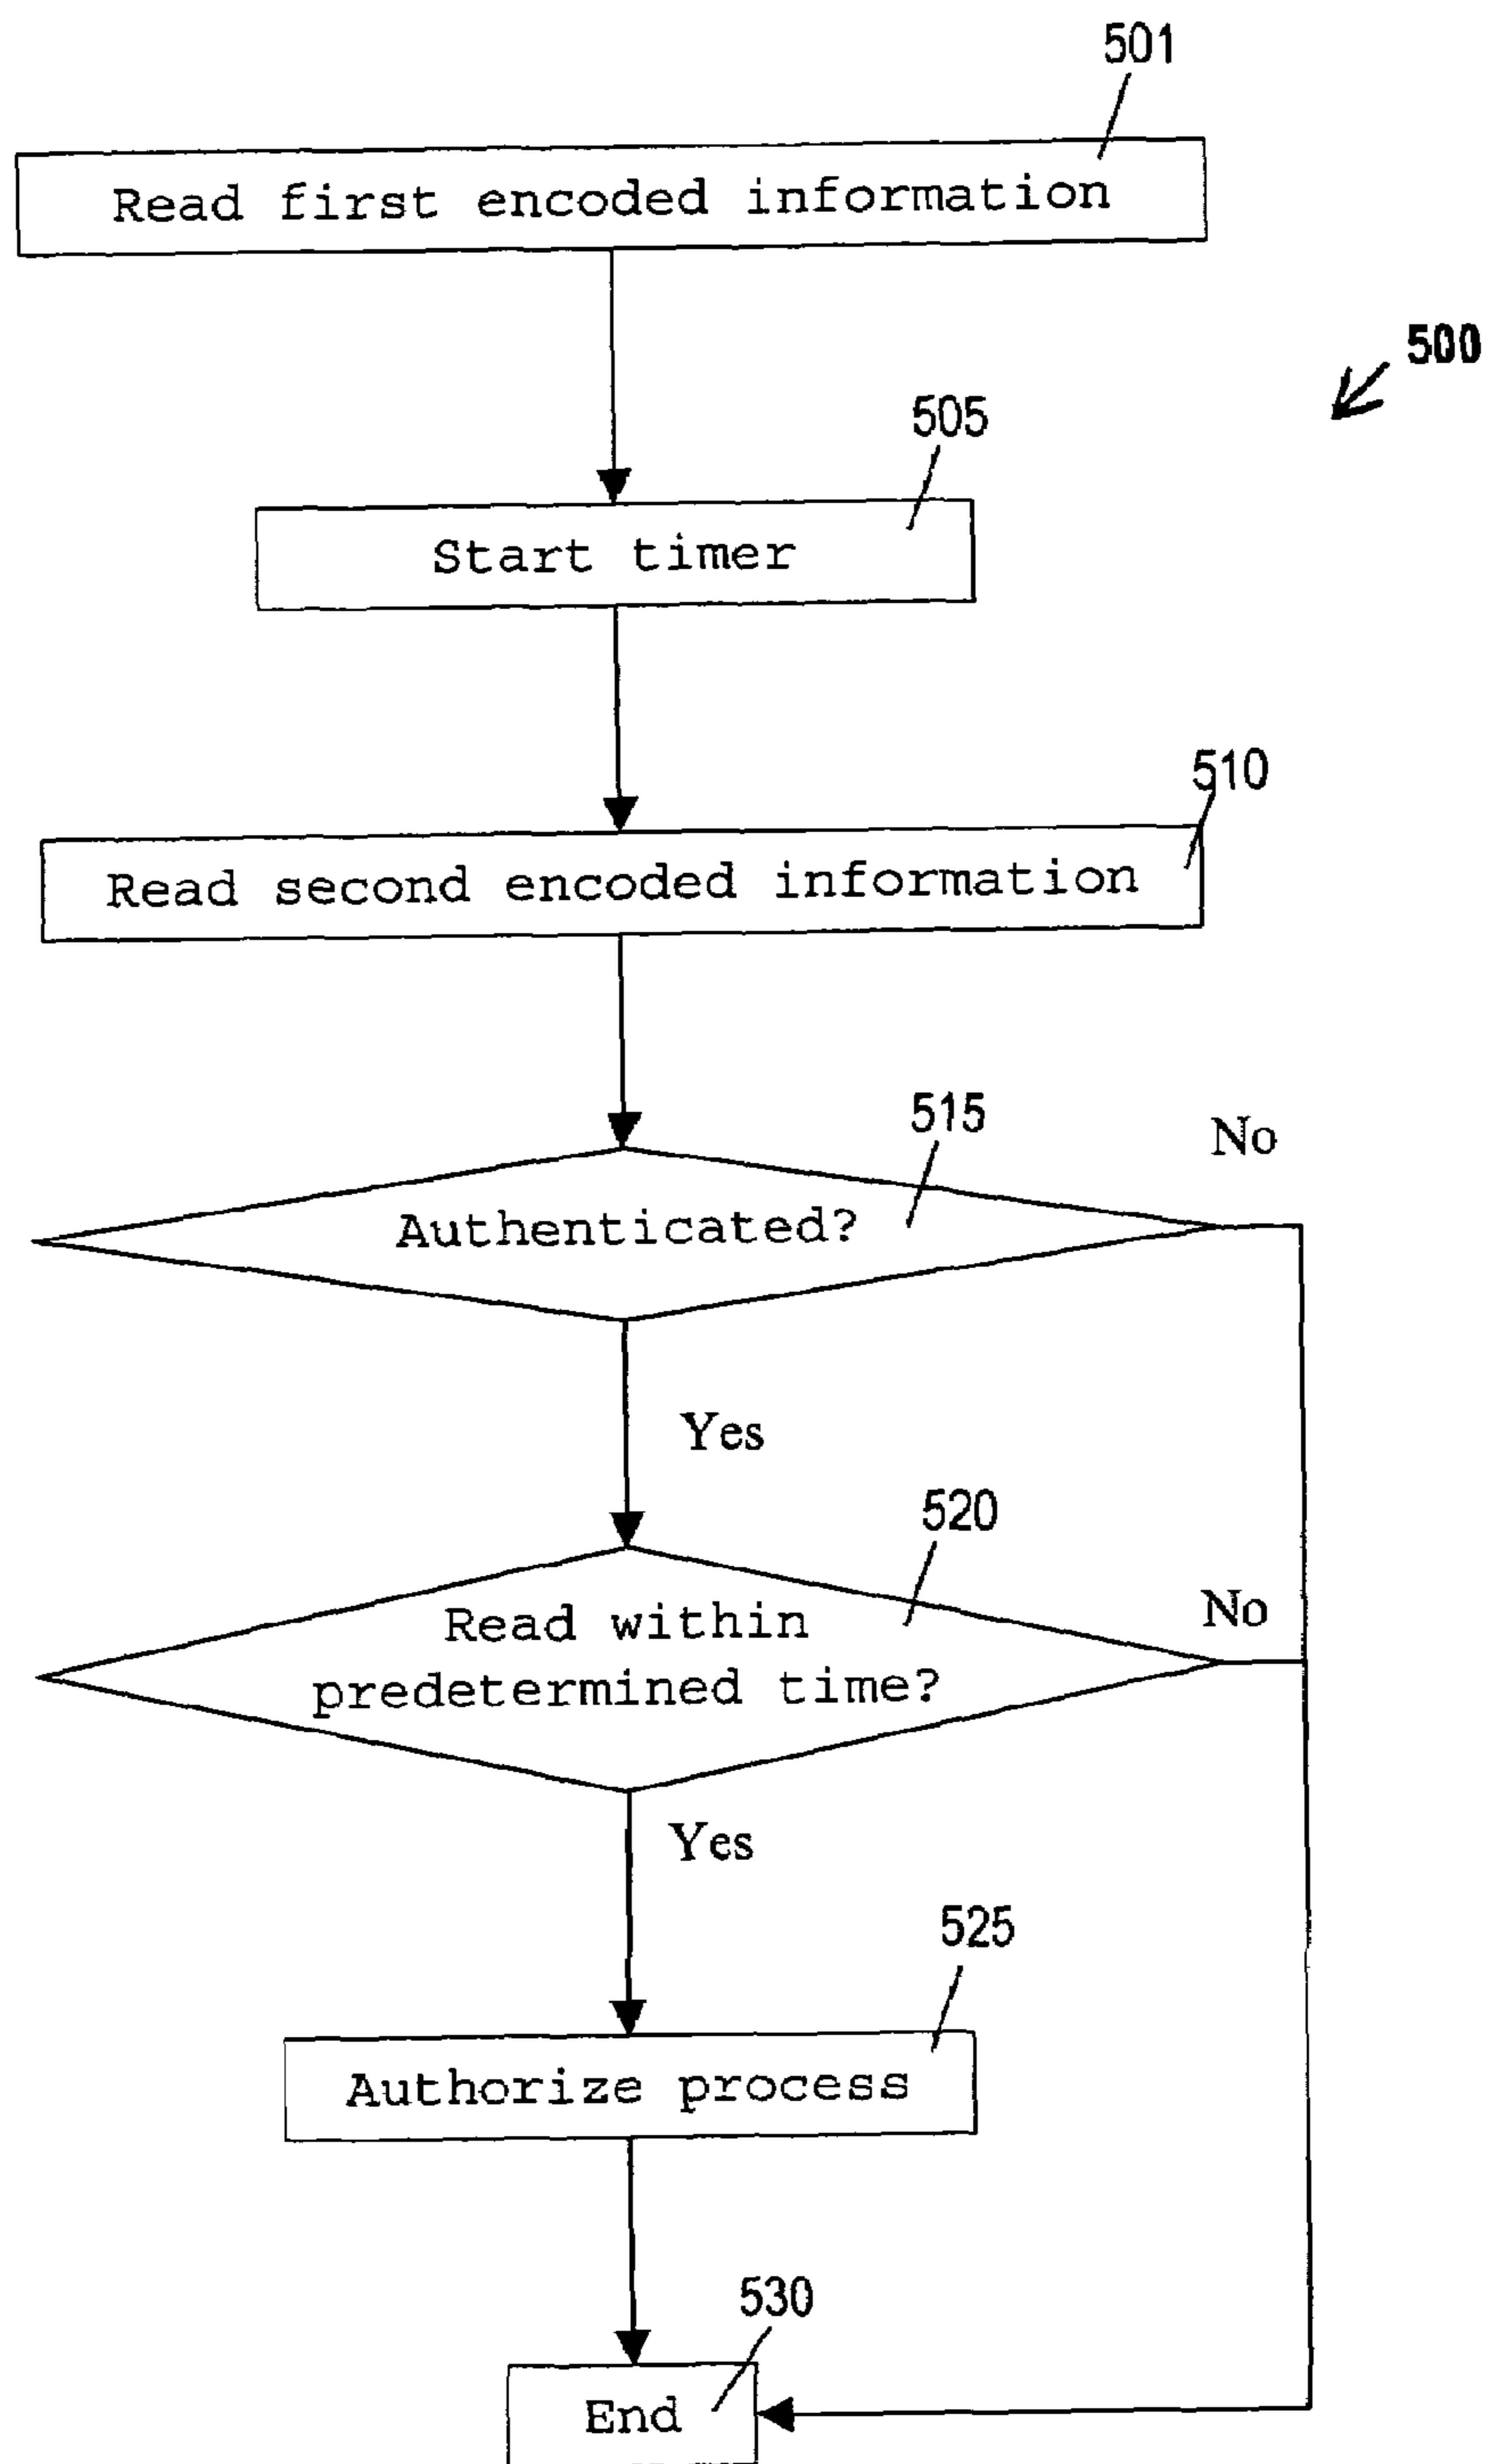 501
Read first encoded information
500
505
Start timer
510
Read second encoded information
515
No
Authenticated?
Yes
520
Read within
No
predetermined time?
Yes
525
Authorize process
530
End